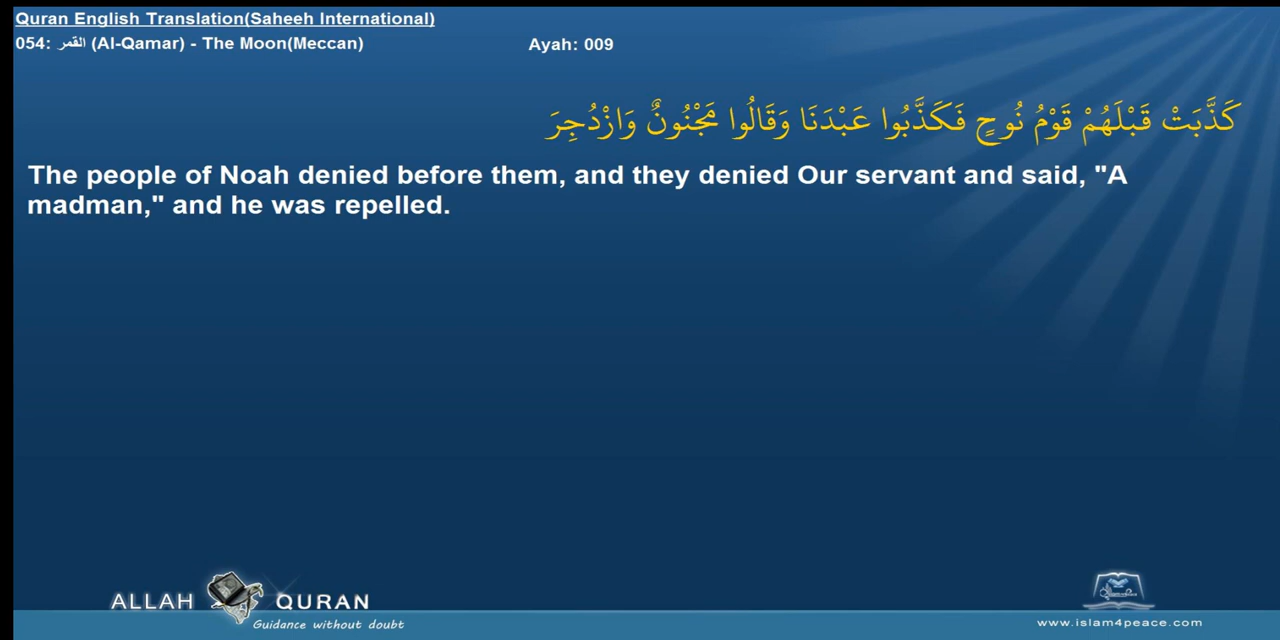 Quran English Translation(Saheeh International)
054: القمر (Al-Qamar) - The Moon(Meccan) Ayah: 009
كَذَّبَتْ قَبْلَهُمْ قَوْمُ نُوحٍ فَكَذَّبُوا عَبْدَنَا وَقَالُوا مَجْنُونٌ وَازْدُجِرَ
The people of Noah denied before them, and they denied Our servant and said, "A
madman," and he was repelled.
ALLAH QURAN
Guidance without doubt
www.islam4peace.com